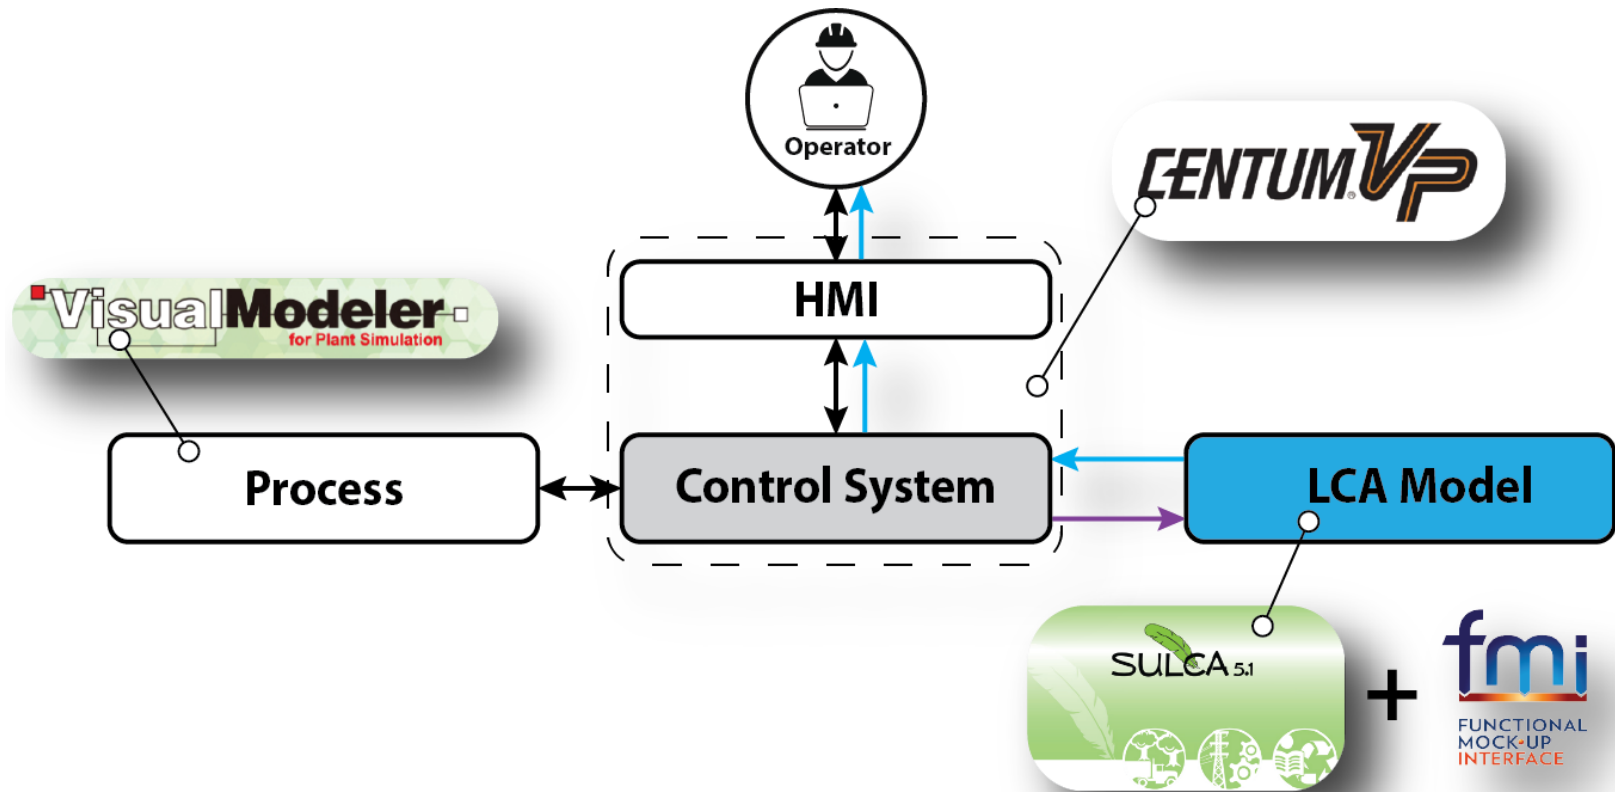 Operator
CENTUM® VP
HMI
VisualModeler
for Plant Simulation
Process
Control System
LCA Model
SULCA 5.1
+
fmi
FUNCTIONAL
MOCK-UP
INTERFACE